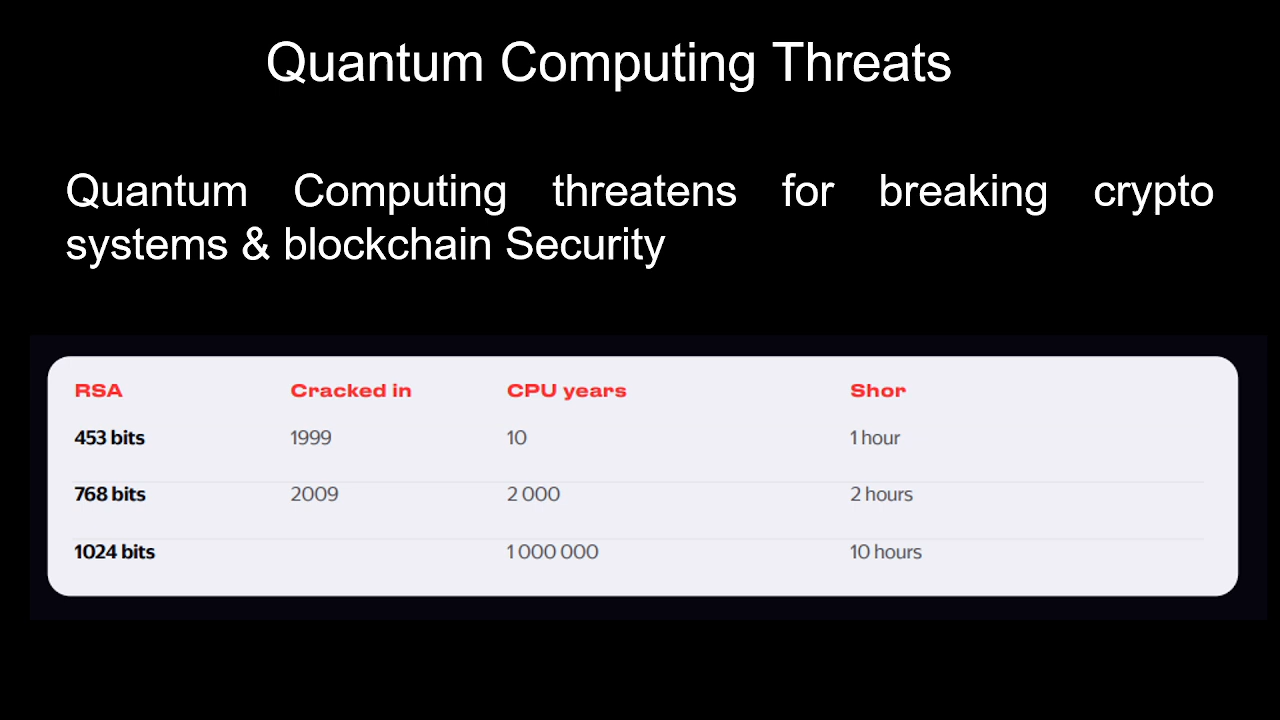 Quantum Computing Threats
Quantum Computing threatens for breaking crypto
systems & blockchain Security
RSA Cracked in CPU years Shor
453 bits 1999 10 1 hour
768 bits 2009 2 000 2 hours
1024 bits 1 000 000 10 hours